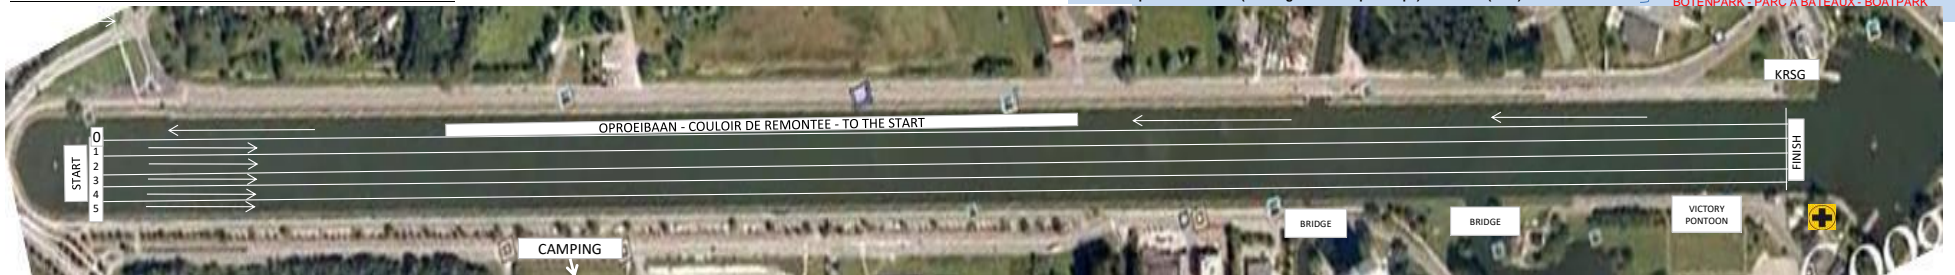 BOTENPARK - PARC A BATEAUX - BOATPARK
KRSG
OPROEIBAAN - COULOIR DE REMONTEE - TO THE START
START
0
1
2
3
4
5
FINISH
CAMPING
BRIDGE
BRIDGE
VICTORY
PONTOON